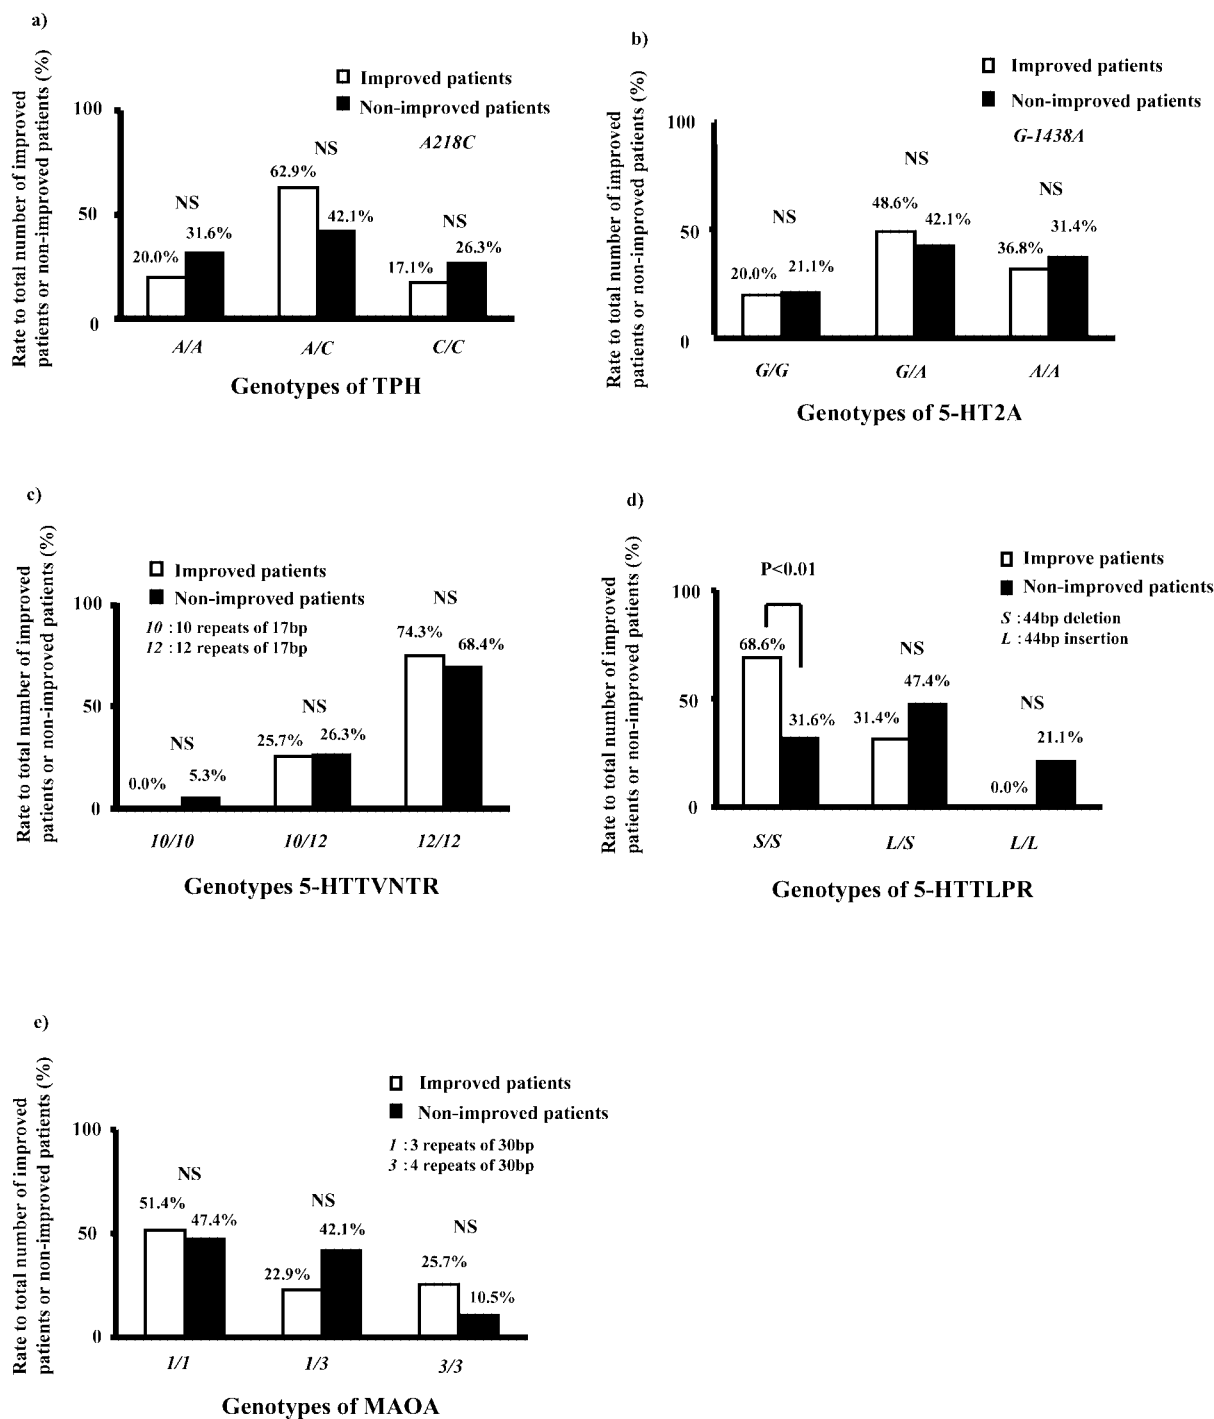 a)
Rate to total number of improved
patients or non-improved patients (%)
Improved patients
Non-improved patients
A218C
100
50
0
NS
NS
NS
20.0%
31.6%
62.9%
42.1%
17.1%
26.3%
A/A
A/C
C/C
Genotypes of TPH
b)
Rate to total number of improved
patients or non-improved patients (%)
Improved patients
Non-improved patients
G-1438A
100
50
0
NS
NS
NS
20.0%
21.1%
48.6%
42.1%
36.8%
31.4%
G/G
G/A
A/A
Genotypes of 5-HT2A
c)
Rate to total number of improved
patients or non-improved patients (%)
Improved patients
Non-improved patients
10 : 10 repeats of 17bp
12 : 12 repeats of 17bp
100
50
0
NS
NS
NS
0.0%
5.3%
25.7%
26.3%
74.3%
68.4%
10/10
10/12
12/12
Genotypes 5-HTTVNTR
d)
Rate to total number of improved
patients or non-improved patients (%)
Improve patients
Non-improved patients
S : 44bp deletion
L : 44bp insertion
100
50
0
P<0.01
NS
NS
68.6%
31.6%
31.4%
47.4%
0.0%
21.1%
S/S
L/S
L/L
Genotypes of 5-HTTLPR
e)
Rate to total number of improved
patients or non-improved patients (%)
Improved patients
Non-improved patients
1 : 3 repeats of 30bp
3 : 4 repeats of 30bp
100
50
0
NS
NS
NS
51.4%
47.4%
22.9%
42.1%
25.7%
10.5%
1/1
1/3
3/3
Genotypes of MAOA